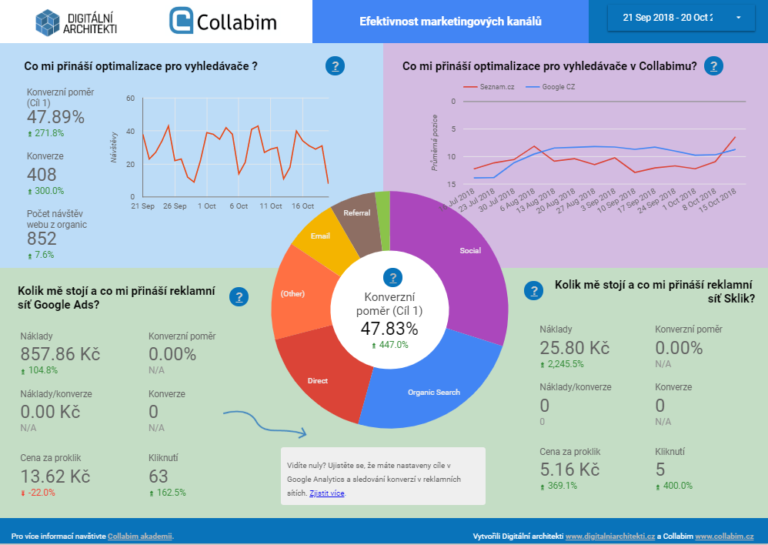 DIGITÁLNÍ
ARCHITEKTI
Collabim
Efektivnost marketingových kanálů
21 Sep 2018 - 20 Oct 2
Co mi přináší optimalizace pro vyhledávače ?
?
Konverzní poměr
(Cíl 1)
47.89%
271.8%
Konverze
408
300.0%
Počet návštěv
webu z organic
852
7.6%
Návštěvy
60
40
20
0
21 Sep
26 Sep
1 Oct
6 Oct
11 Oct
16 Oct
Co mi přináší optimalizace pro vyhledávače v Collabimu?
?
Seznam.cz
Google CZ
Průměrná pozice
0
5
10
15
Jul 2018
23 Jul 2018
30 Jul 2018
6 Aug 2018
13 Aug 2018
20 Aug 2018
27 Aug 2018
3 Sep 2018
10 Sep 2018
17 Sep 2018
24 Sep 2018
1 Oct 2018
8 Oct 2018
15 Oct 2018
Referral
Email
(Other)
Direct
Organic Search
Social
?
Konverzní
poměr (Cíl 1)
47.83%
447.0%
Kolik mě stojí a co mi přináší reklamní
síť Google Ads?
?
Náklady
857.86 Kč
104.8%
Konverzní poměr
0.00%
N/A
Náklady/konverze
0.00 Kč
N/A
Konverze
0
N/A
Cena za proklik
13.62 Kč
-22.0%
Kliknutí
63
162.5%
Vidíte nuly? Ujistěte se, že máte nastaveny cíle v
Google Analytics a sledování konverzí v reklamních
sítích. Zjistit více.
?
Kolik mě stojí a co mi přináší reklamní
síť Sklik?
Náklady
25.80 Kč
2,245.5%
Konverzní poměr
0.00%
N/A
Náklady/konverze
0
0
Konverze
0
N/A
Cena za proklik
5.16 Kč
369.1%
Kliknutí
5
400.0%
Pro více informací navštivte Collabim akademii.
Vytvořili Digitální architekti www.digitalniarchitekti.cz a Collabim www.collabim.cz